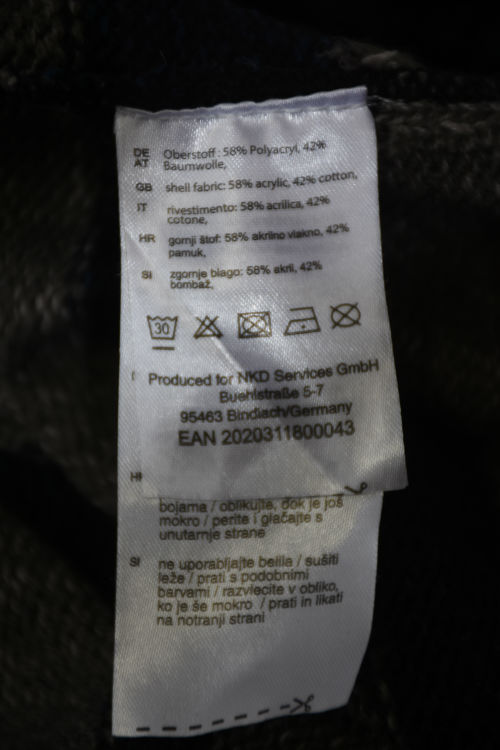 DE Oberstoff : 58% Polyacryl, 42%
AT Baumwolle,
GB shell fabric: 58% acrylic, 42% cotton,
IT rivestimento: 58% acrilica, 42%
cotone,
HR gornji štof: 58% akrilno vlakno, 42%
pamuk,
SI zgornje blago: 58% akril, 42%
bombaž,
30
Produced for NKD Services GmbH
Buehlstraße 5-7
95463 Bindlach/Germany
EAN 2020311800043
bojama / oblikujte, dok je još
mokro / perite i glačajte s
unutarnje strane
SI ne uporabljajte belila / sušiti
leže / prati s podobnimi
barvami / razvlecite v obliko,
ko je še mokro / prati in likati
na notranji strani